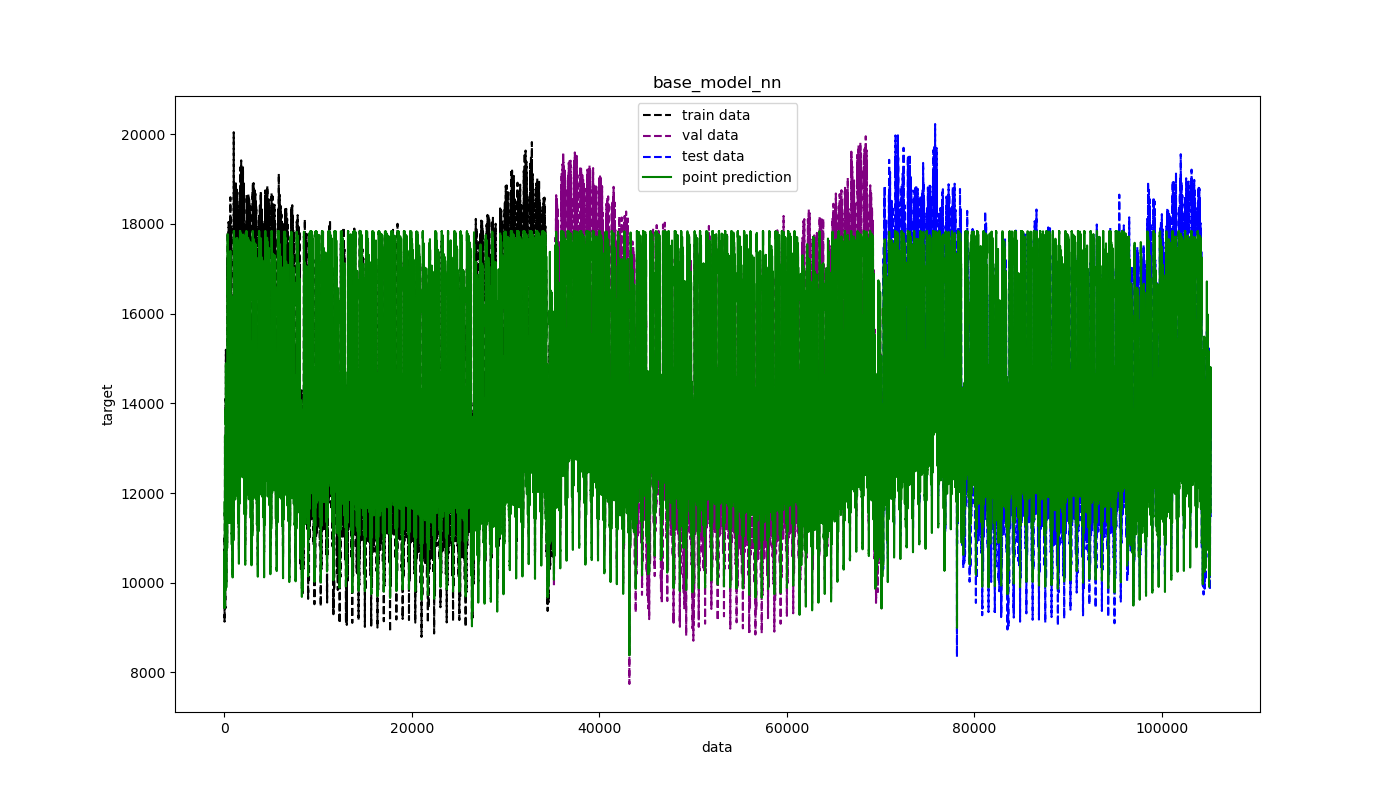 base_model_nn
train data
val data
test data
point prediction
20000
18000
16000
14000
12000
10000
8000
target
0
20000
40000
60000
80000
100000
data